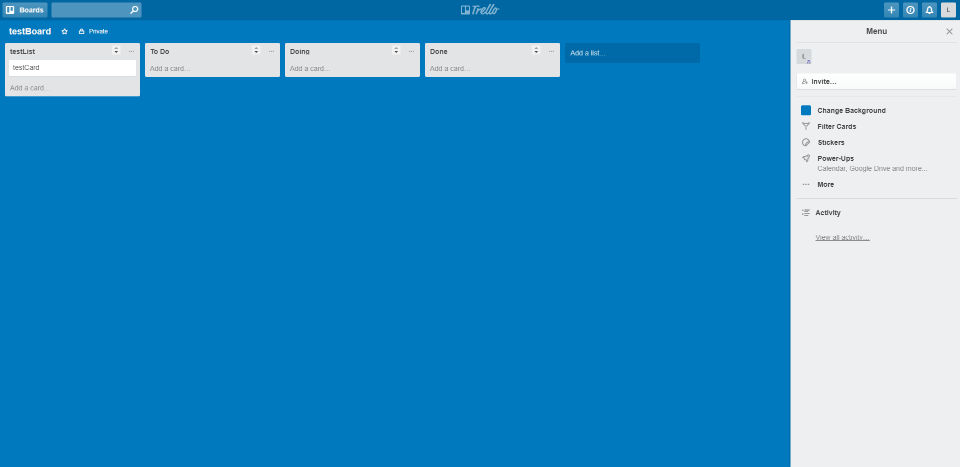 Boards
Trello
L
testBoard
Private
testList
testCard
Add a card...
To Do
Add a card...
Doing
Add a card...
Done
Add a card...
Add a list...
Menu
L
Invite...
Change Background
Filter Cards
Stickers
Power-Ups
Calendar, Google Drive and more...
More
Activity
View all activity...